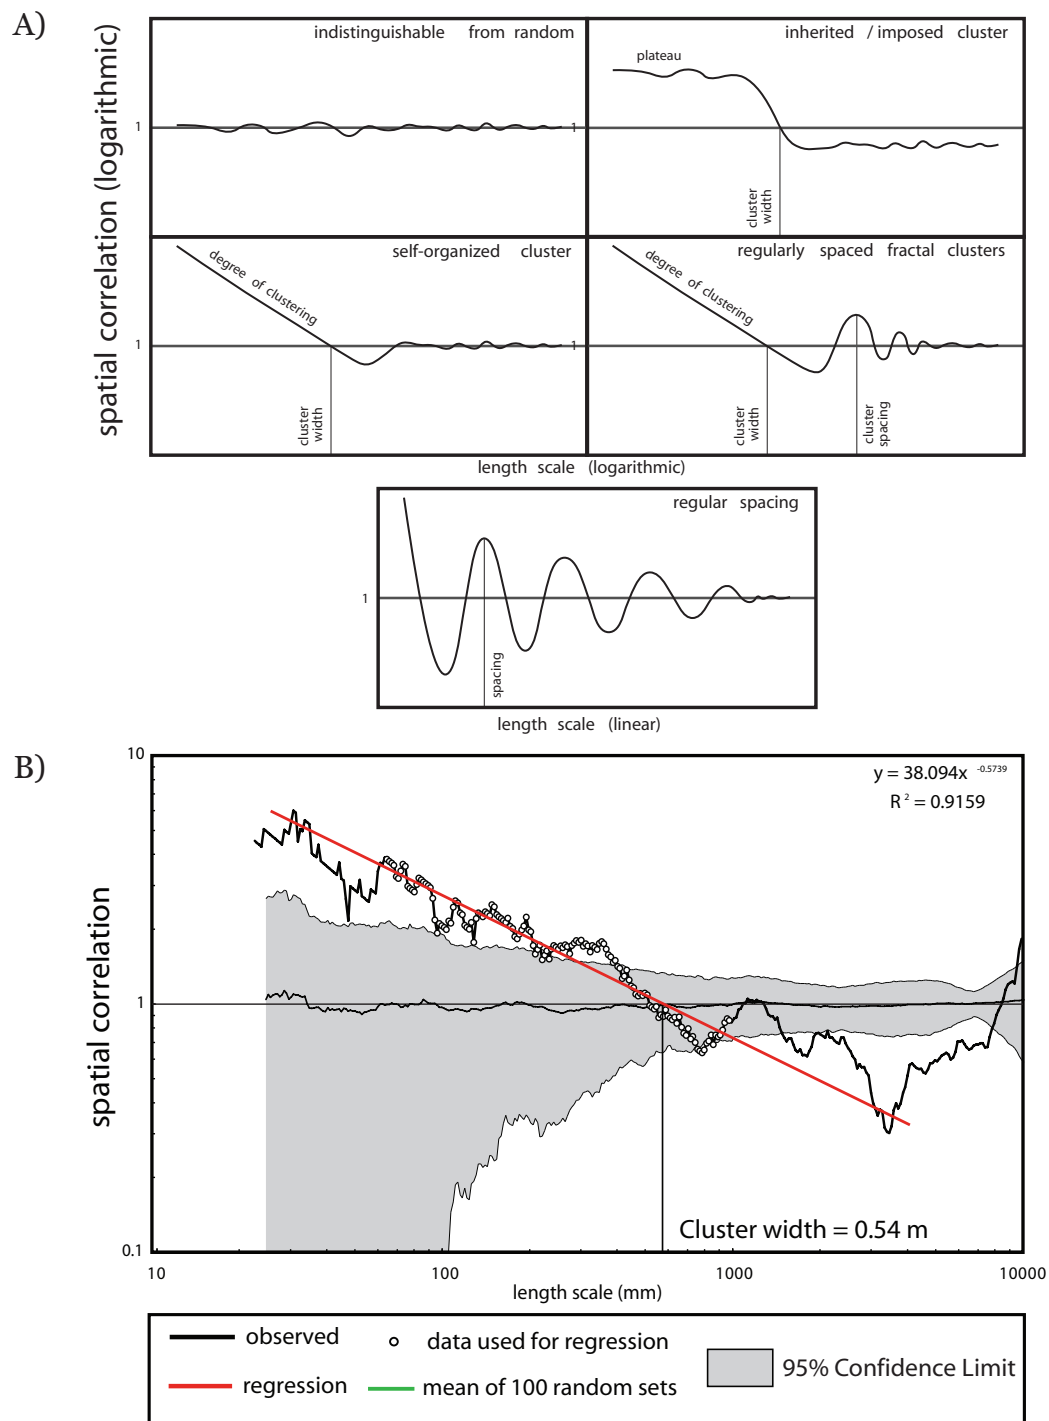 A)
indistinguishable from random
inherited / imposed cluster
plateau
1
1
cluster
width
spatial correlation (logarithmic)
self-organized cluster
regularly spaced fractal clusters
degree of clustering
degree of clustering
1
1
cluster
width
cluster
width
cluster
spacing
length scale (logarithmic)
regular spacing
1
spacing
length scale (linear)
B)
10
y = 38.094x -0.5739
R 2 = 0.9159
spatial correlation
1
Cluster width = 0.54 m
0.1
10
100
1000
10000
length scale (mm)
observed
data used for regression
95% Confidence Limit
regression
mean of 100 random sets